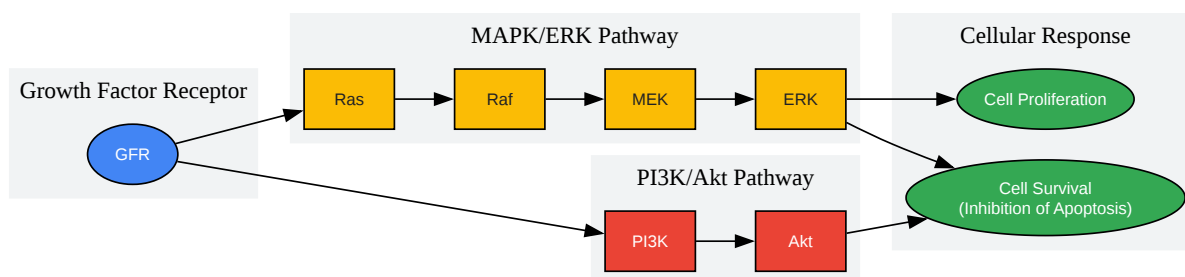 Growth Factor Receptor
GFR
MAPK/ERK Pathway
Ras
Raf
MEK
ERK
PI3K/Akt Pathway
PI3K
Akt
Cellular Response
Cell Proliferation
Cell Survival
(Inhibition of Apoptosis)